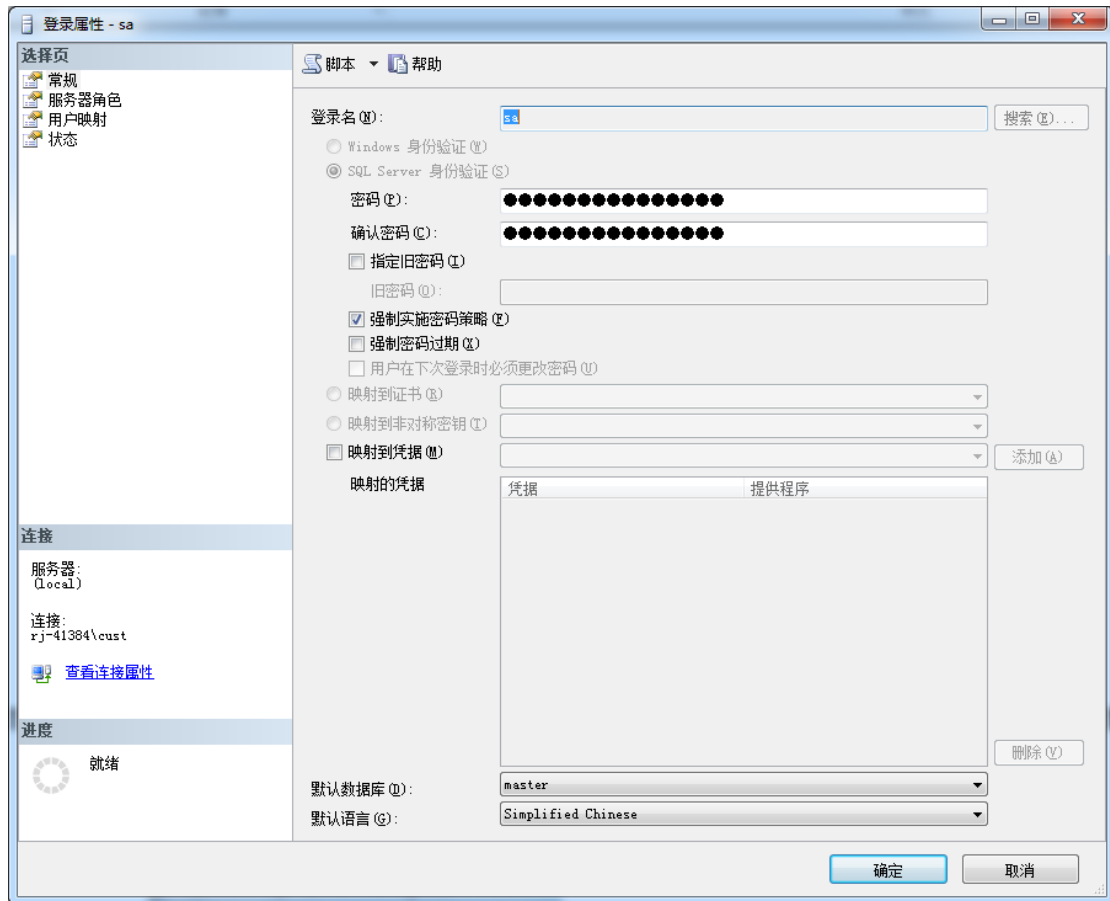 登录属性 - sa
选择页
常规
服务器角色
用户映射
状态
脚本 帮助
登录名(N): sa 搜索(E)...
Windows 身份验证(W)
SQL Server 身份验证(S)
密码(P): ●●●●●●●●●●●●●●●
确认密码(C): ●●●●●●●●●●●●●●●
指定旧密码(I)
旧密码(O):
强制实施密码策略(F)
强制密码过期(X)
用户在下次登录时必须更改密码(U)
映射到证书(R)
映射到非对称密钥(T)
映射到凭据(M) 添加(A)
映射的凭据 凭据 提供程序
删除(V)
默认数据库(D): master
默认语言(G): Simplified Chinese
连接
服务器:
(local)
连接:
rj-41384\cust
查看连接属性
进度
就绪
确定 取消